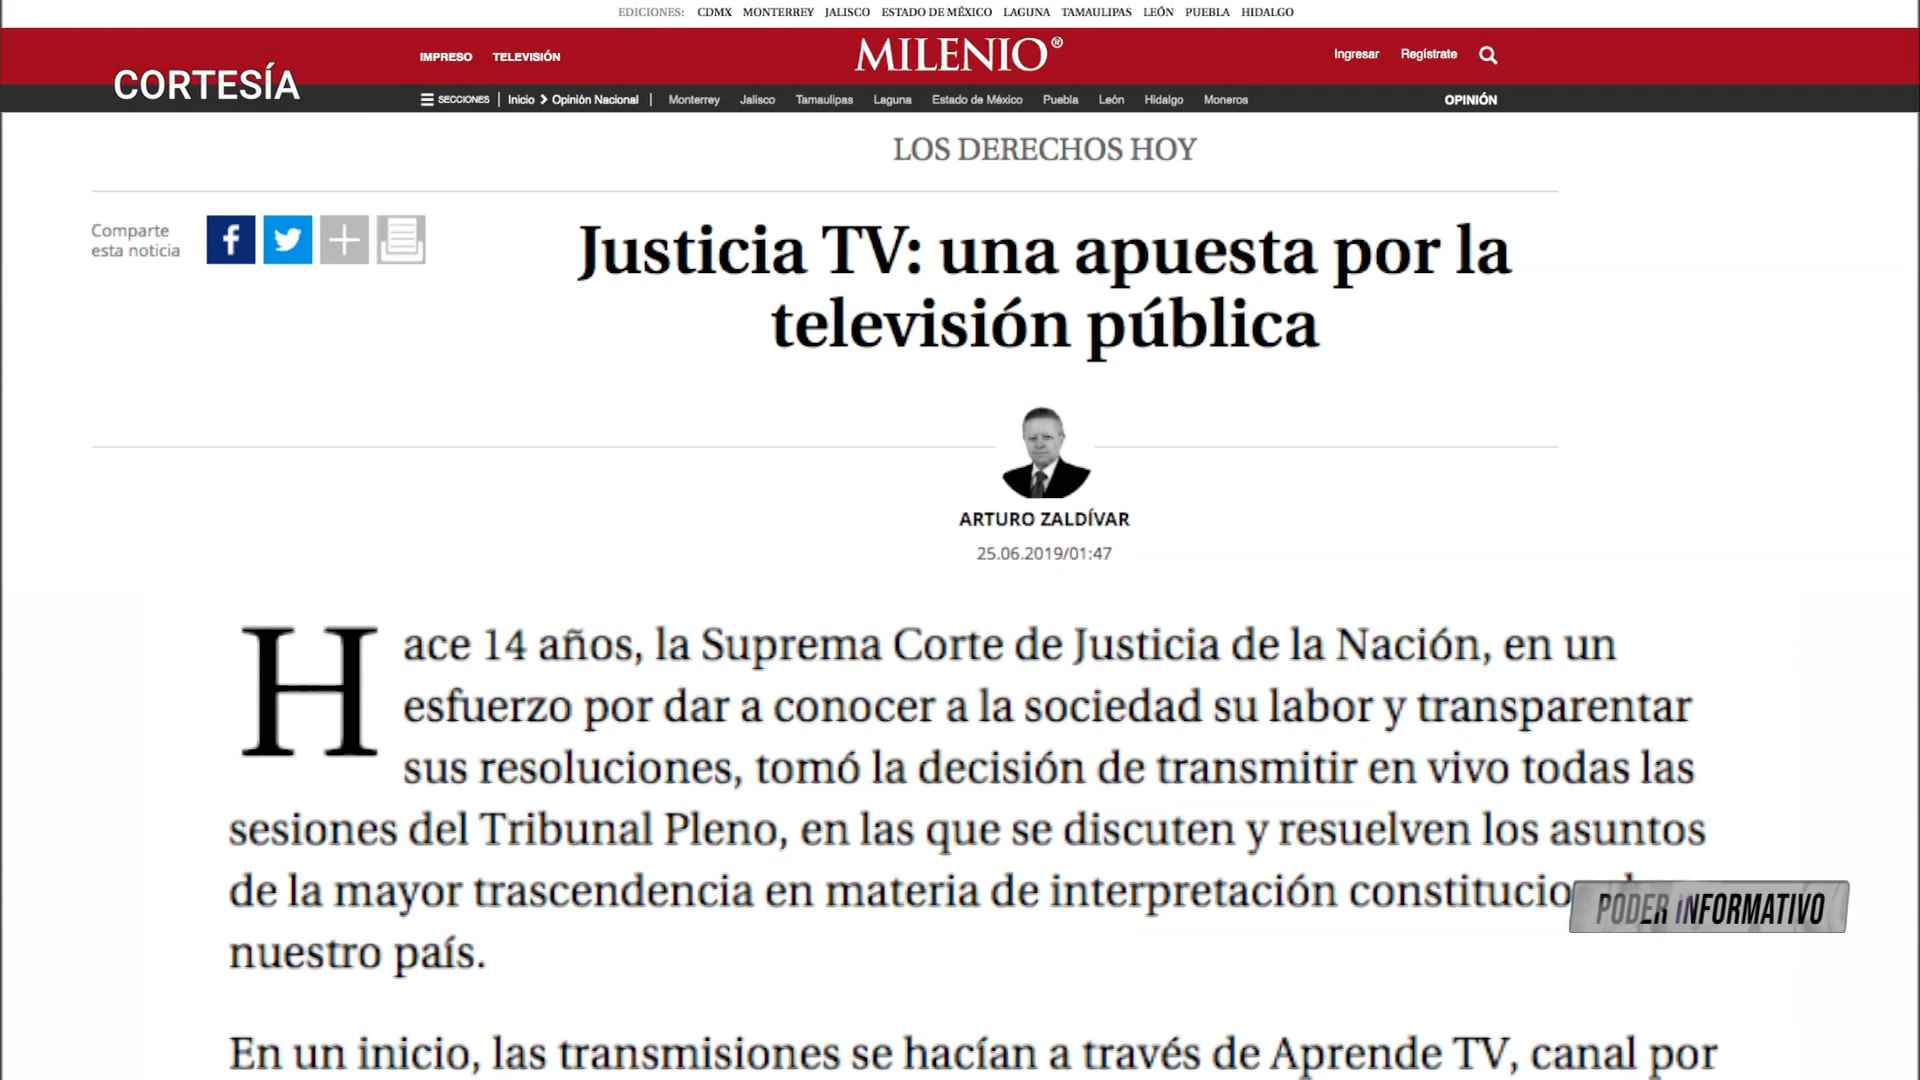 EDICIONES: CDMX MONTERREY JALISCO ESTADO DE MÉXICO LAGUNA TAMAULIPAS LEÓN PUEBLA HIDALGO
CORTESÍA
IMPRESO TELEVISIÓN
MILENIO®
Ingresar Regístrate
SECCIONES | Inicio > Opinión Nacional | Monterrey Jalisco Tamaulipas Laguna Estado de México Puebla León Hidalgo Moneros OPINIÓN
LOS DERECHOS HOY
Comparte
esta noticia
Justicia TV: una apuesta por la
televisión pública
ARTURO ZALDÍVAR
25.06.2019/01:47
Hace 14 años, la Suprema Corte de Justicia de la Nación, en un
esfuerzo por dar a conocer a la sociedad su labor y transparentar
sus resoluciones, tomó la decisión de transmitir en vivo todas las
sesiones del Tribunal Pleno, en las que se discuten y resuelven los asuntos
de la mayor trascendencia en materia de interpretación
nuestro país.
PODER INFORMATIVO
En un inicio, las transmisiones se hacían a través de Aprende TV, canal por